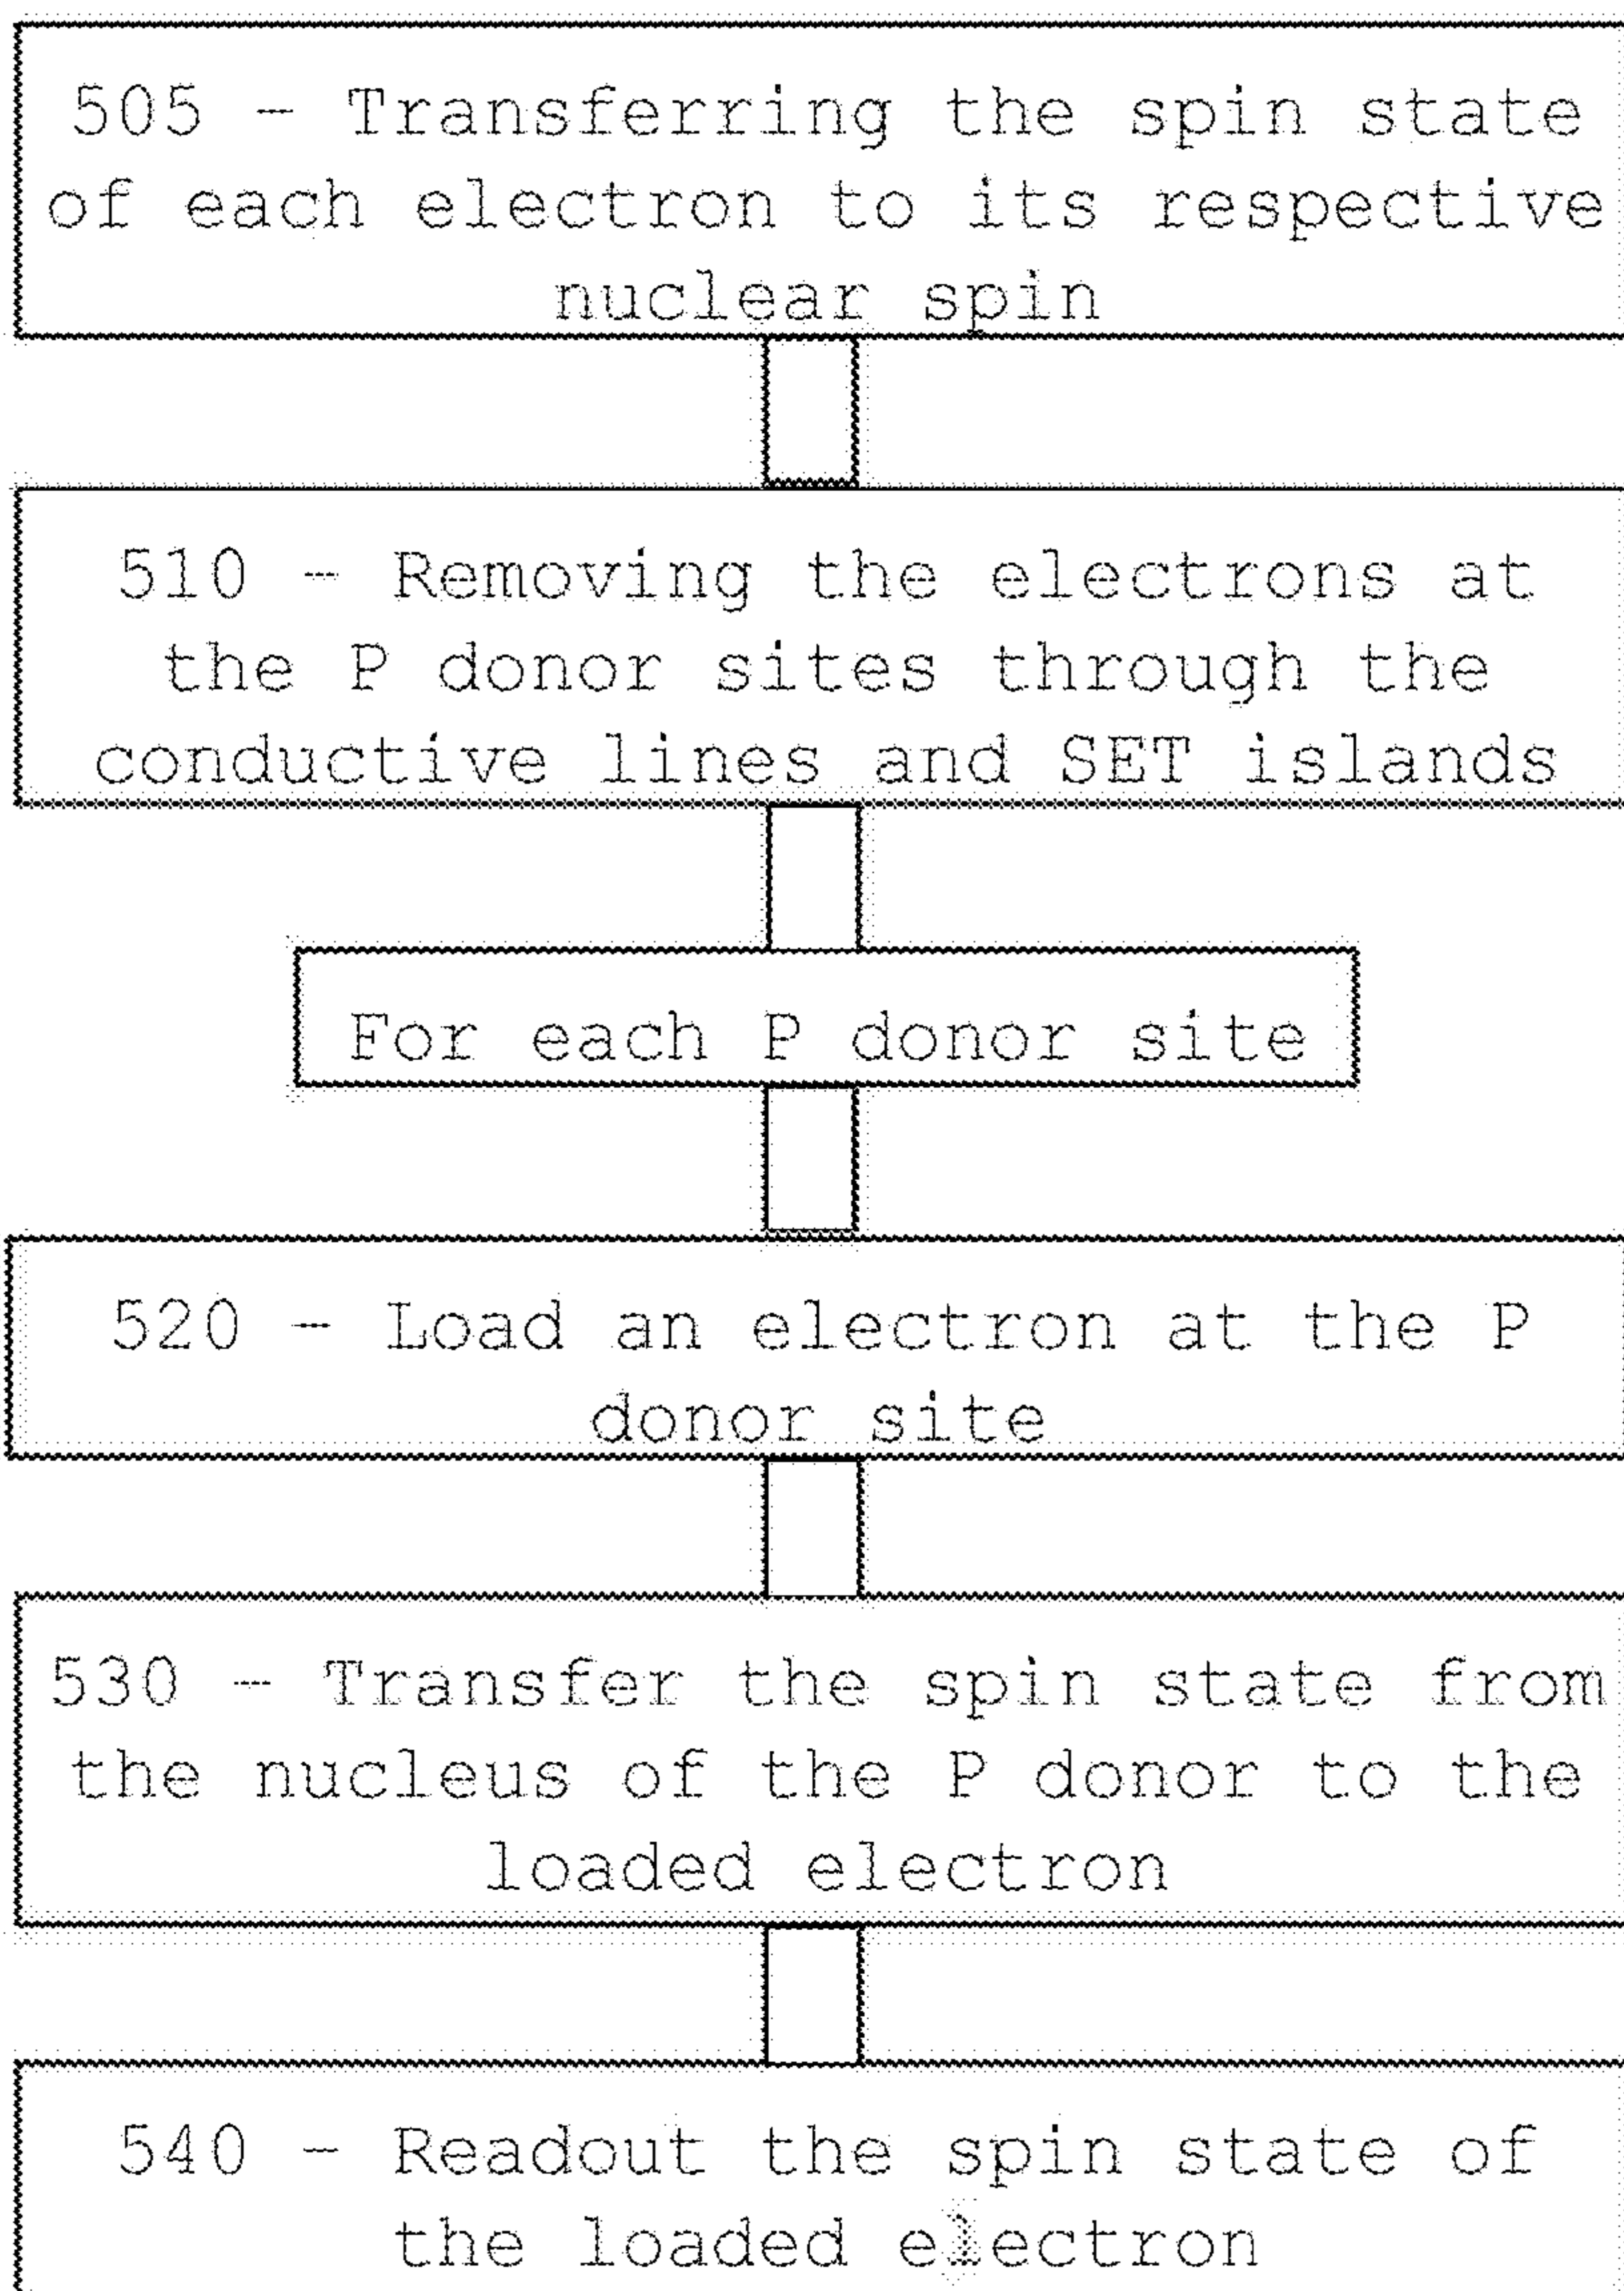 505 - Transferring the spin state
of each electron to its respective
nuclear spin
510 - Removing the electrons at
the P donor sites through the
conductive lines and SET islands
For each P donor site
520 - Load an electron at the P
donor site
530 - Transfer the spin state from
the nucleus of the P donor to the
loaded electron
540 - Readout the spin state of
the loaded electron